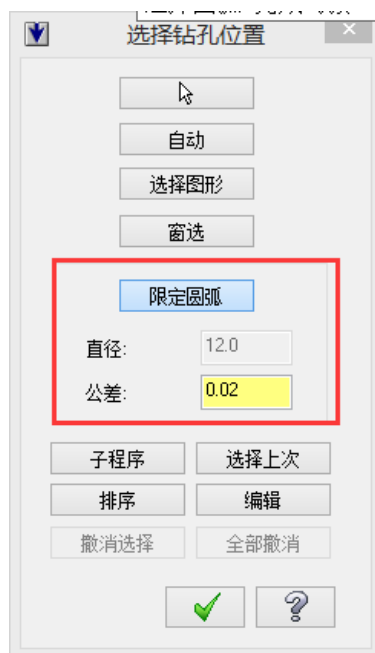 选择钻孔位置
自动
选择图形
窗选
限定圆弧
直径: 12.0
公差: 0.02
子程序 选择上次
排序 编辑
撤消选择 全部撤消